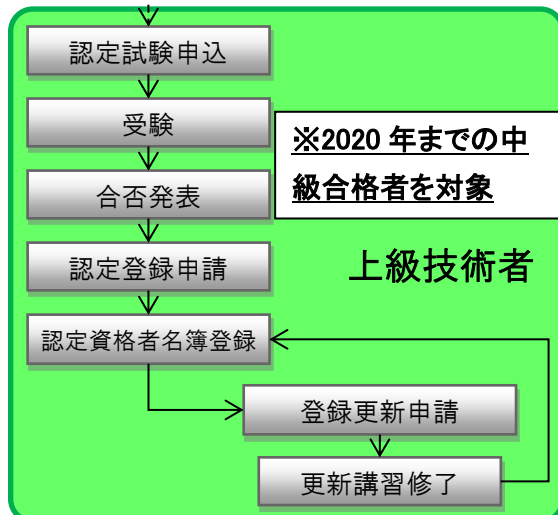 認定試験申込
受験
※2020 年までの中
級合格者を対象
合否発表
認定登録申請
上級技術者
認定資格者名簿登録
登録更新申請
更新講習修了